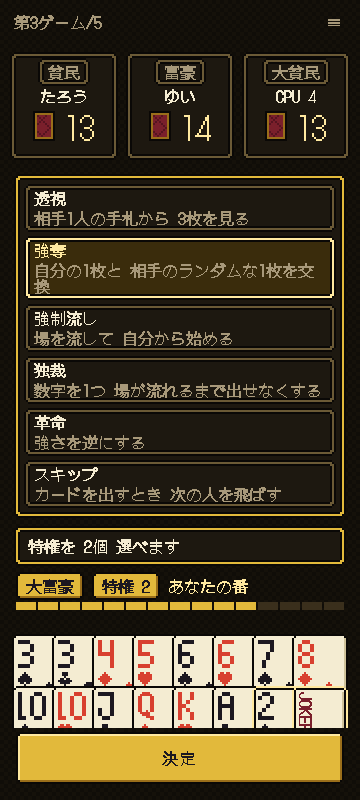 第3ゲーム/5
貧民
富豪
大貧民
たろう
ゆい
CPU 4
13
14
13
透視
相手1人の手札から 3枚を見る
強奪
自分の1枚と 相手のランダムな1枚を交
換
強制流し
場を流して 自分から始める
独裁
数字を1つ 場が流れるまで出せなくする
革命
強さを逆にする
スキップ
カードを出すとき 次の人を飛ばす
特権を 2個 選べます
大富豪 特権 2 あなたの番
3 3 4 5 6 6 7 8
10 10 J Q K A 2 JOKER
決定